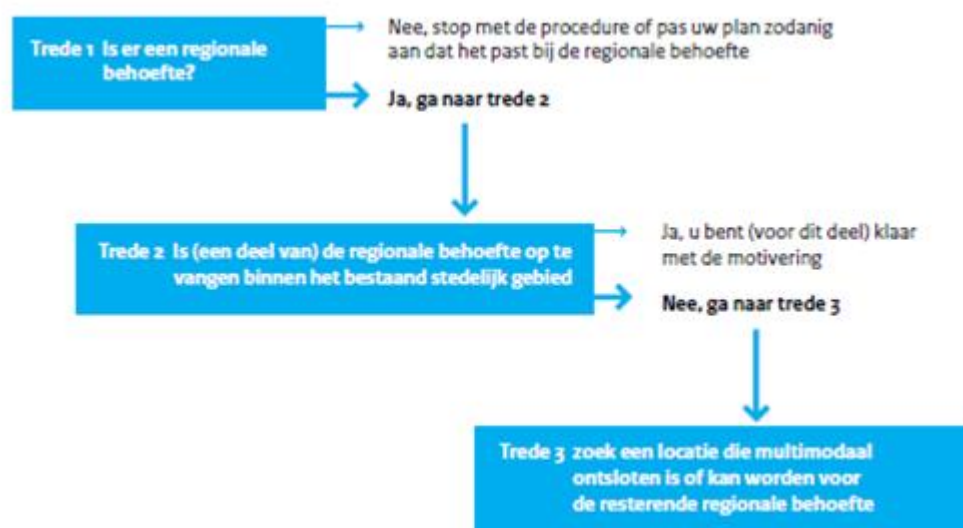 Nee, stop met de procedure of pas uw plan zodanig
aan dat het past bij de regionale behoefte
Trede 1 Is er een regionale
behoefte?
Ja, ga naar trede 2
Trede 2 Is (een deel van) de regionale behoefte op te
vangen binnen het bestaand stedelijk gebied
Ja, u bent (voor dit deel) klaar
met de motivering
Nee, ga naar trede 3
Trede 3 zoek een locatie die multimodaal
ontsloten is of kan worden voor
de resterende regionale behoefte